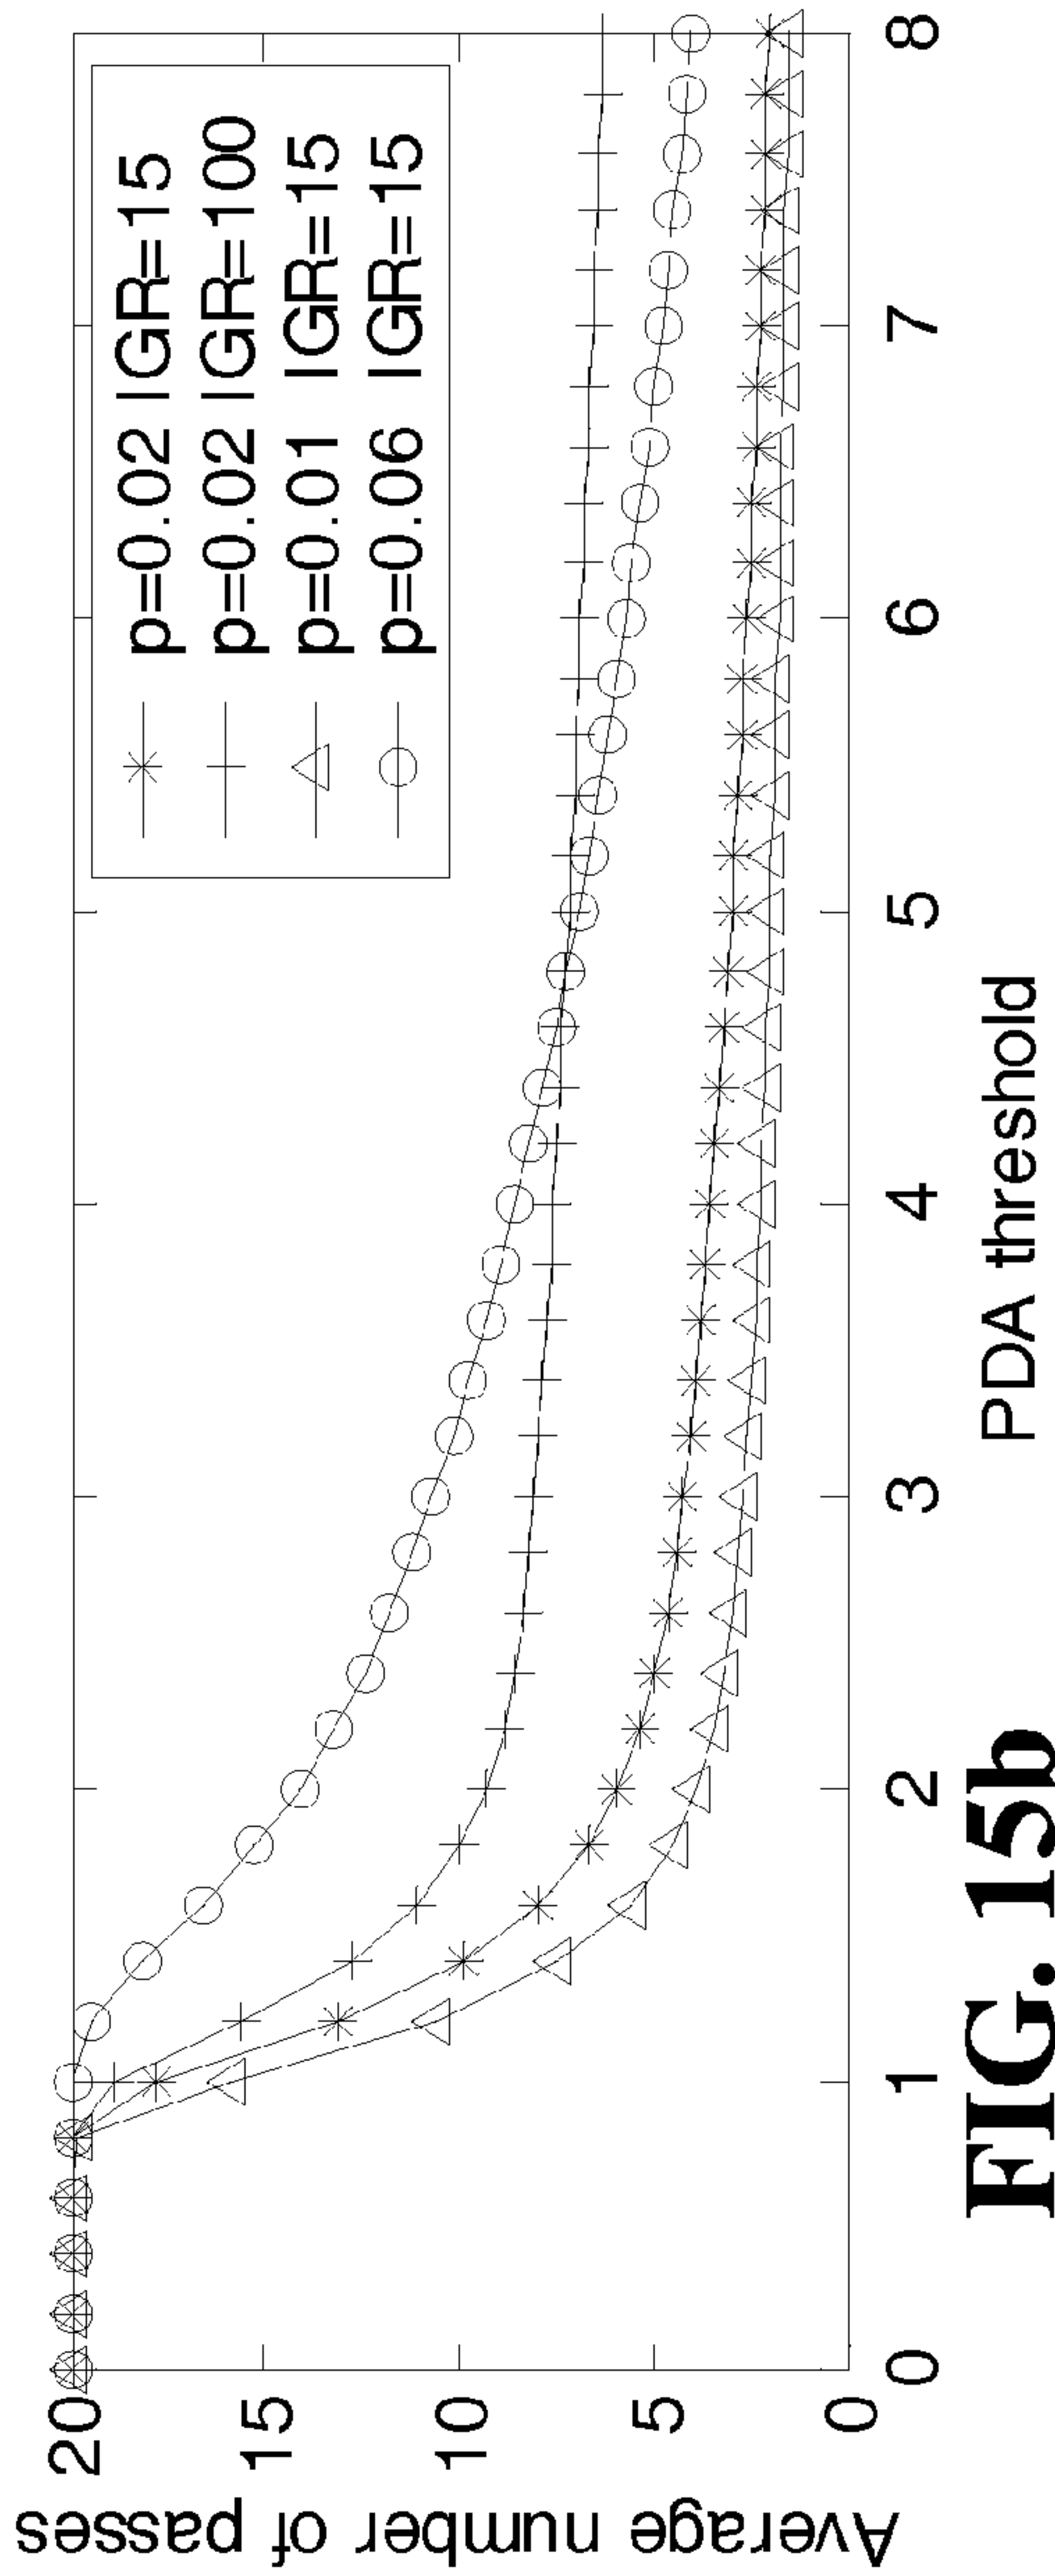 p=0.02 IGR=15
p=0.02 IGR=100
p=0.01 IGR=15
p=0.06 IGR=15
20
15
10
5
0
Average number of passes
0 1 2 3 4 5 6 7 8
PDA threshold
FIG. 15b